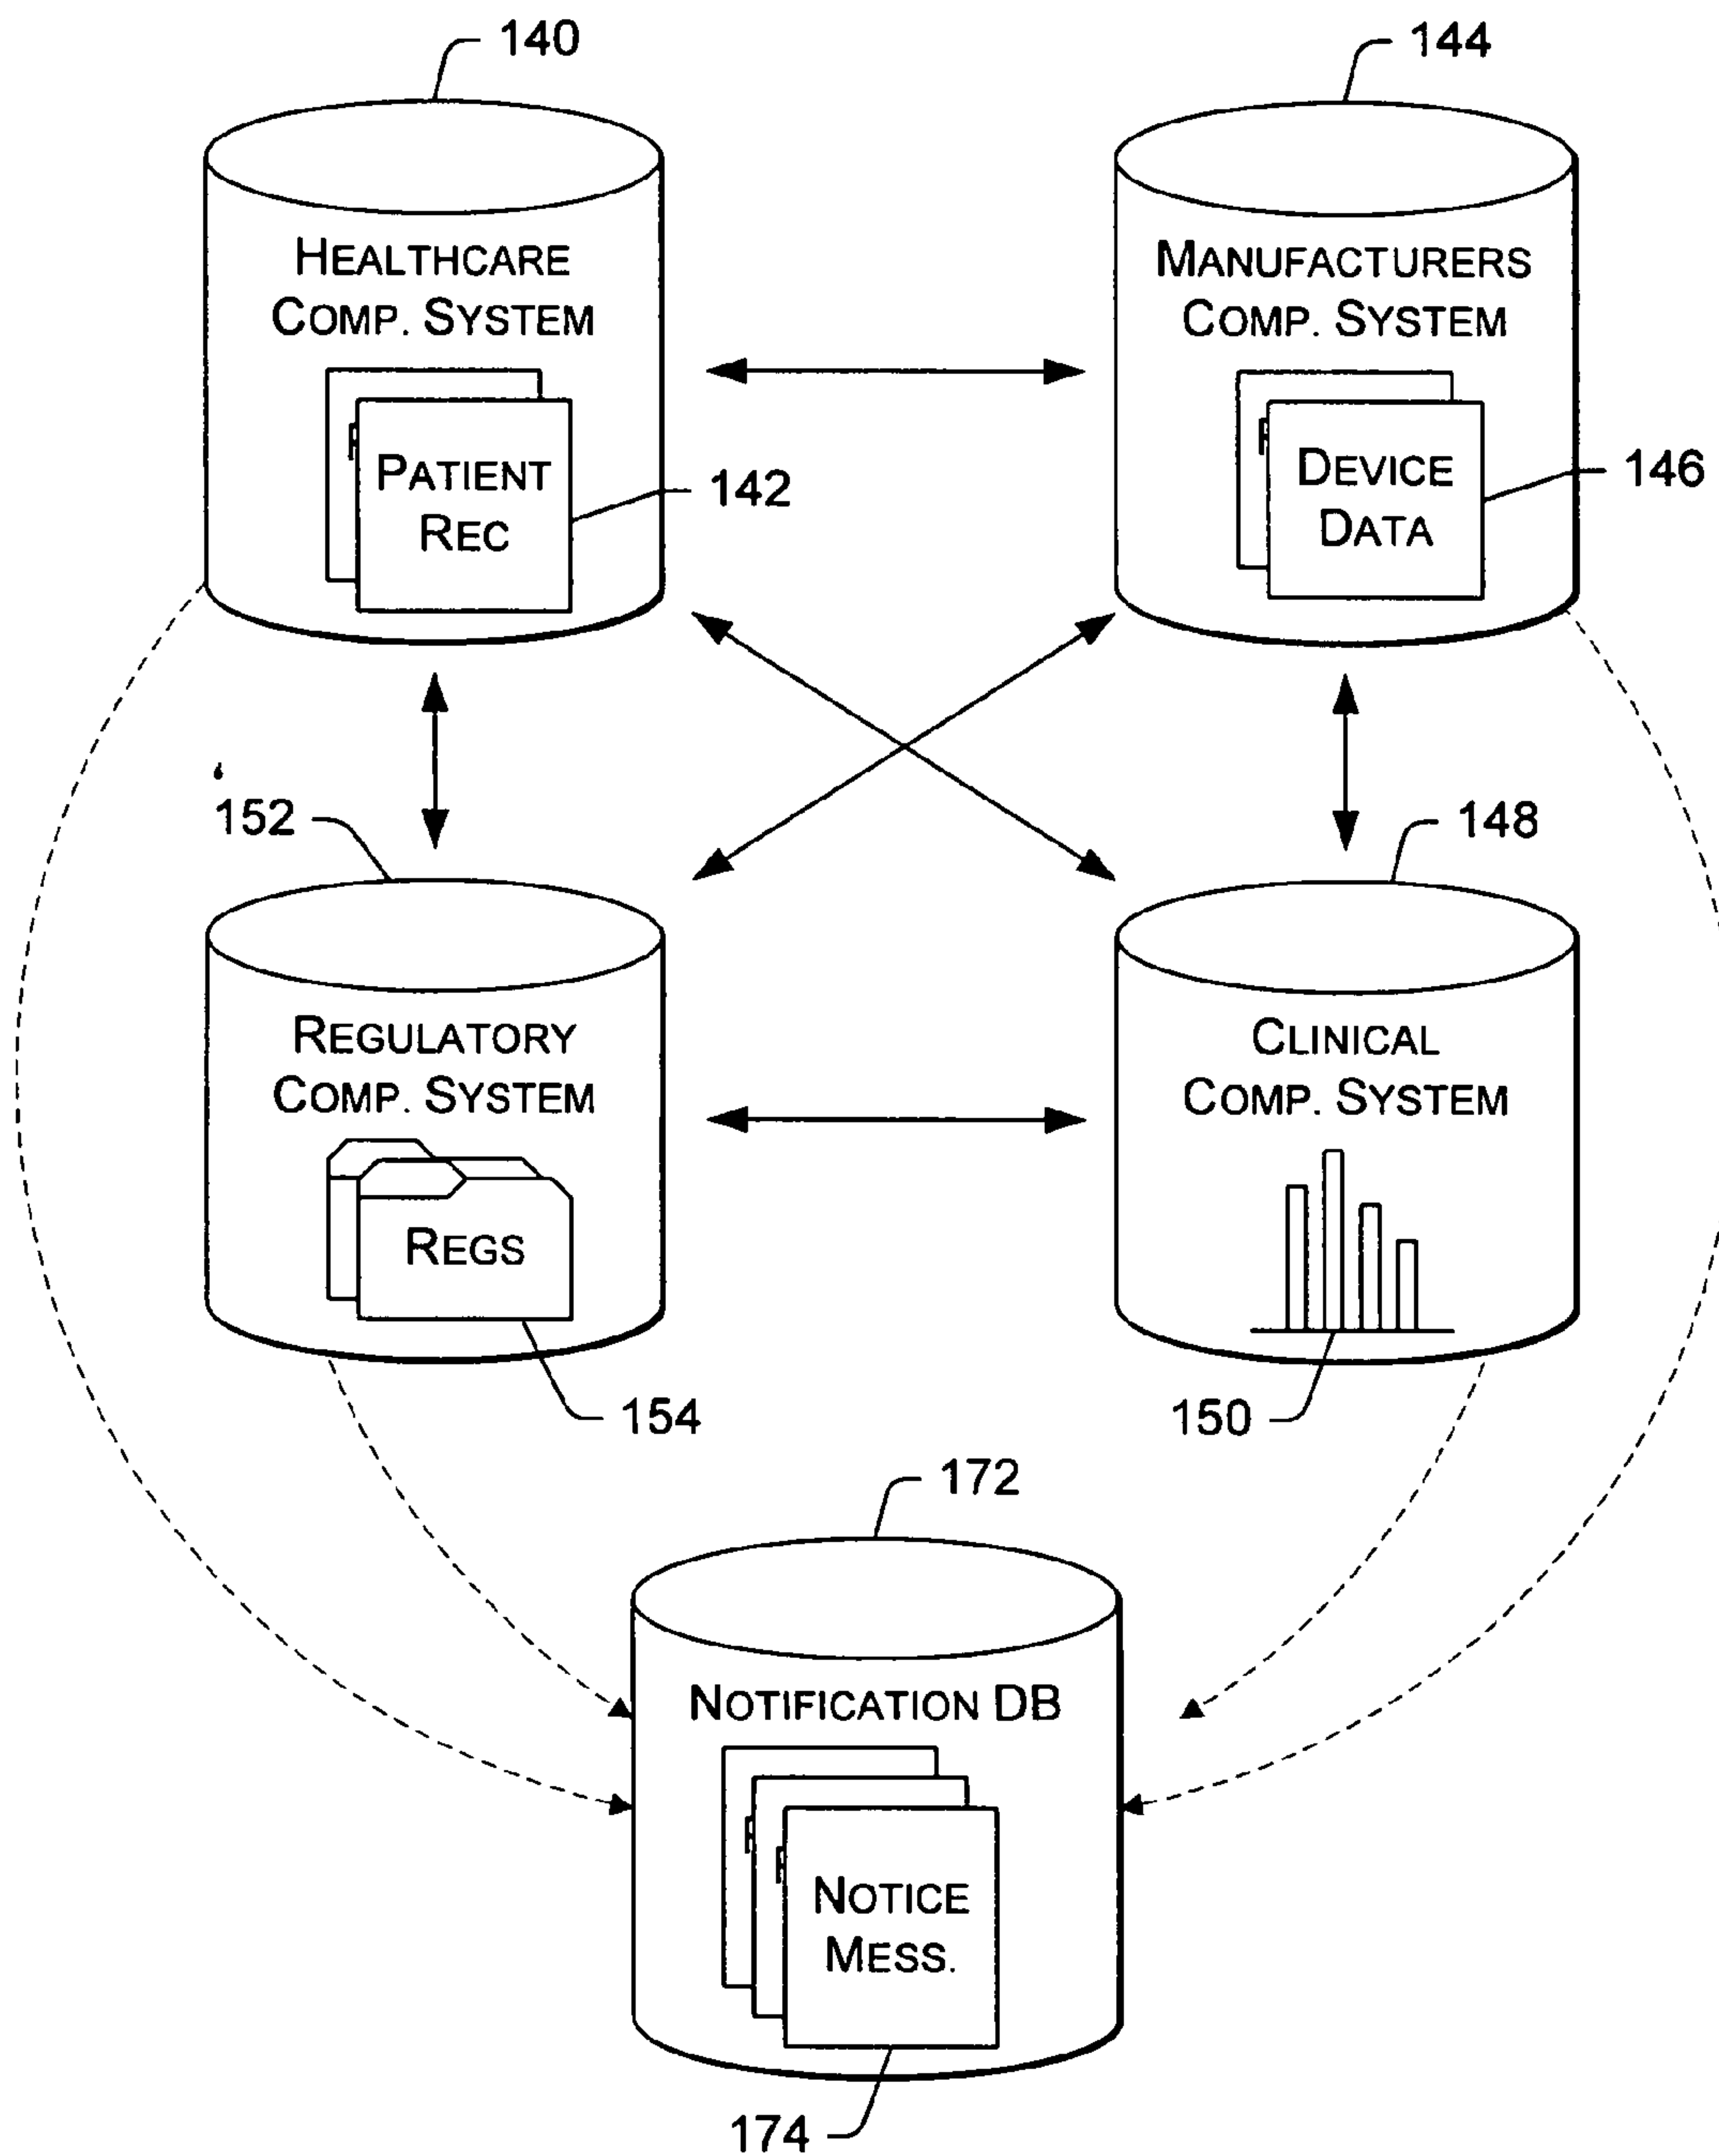 140
144
HEALTHCARE
COMP. SYSTEM
MANUFACTURERS
COMP. SYSTEM
PATIENT
REC
142
DEVICE
DATA
146
152
148
REGULATORY
COMP. SYSTEM
CLINICAL
COMP. SYSTEM
REGS
154
150
172
NOTIFICATION DB
NOTICE
MESS.
174